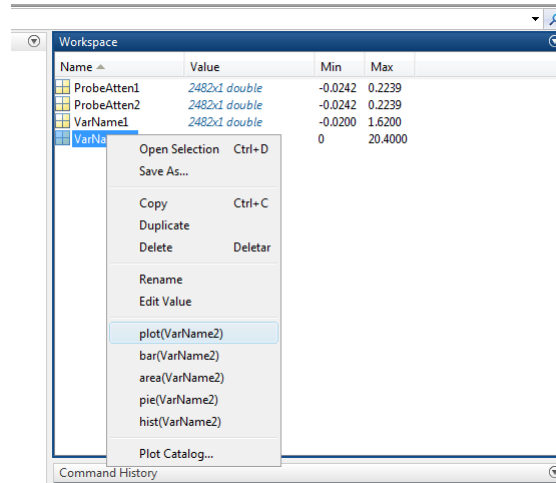 Workspace
Name Value Min Max
ProbeAtten1 2482x1 double -0.0242 0.2239
ProbeAtten2 2482x1 double -0.0242 0.2239
VarName1 2482x1 double -0.0200 1.6200
VarNa 0 20.4000
Open Selection Ctrl+D
Save As...
Copy Ctrl+C
Duplicate
Delete Deletar
Rename
Edit Value
plot(VarName2)
bar(VarName2)
area(VarName2)
pie(VarName2)
hist(VarName2)
Plot Catalog...
Command History